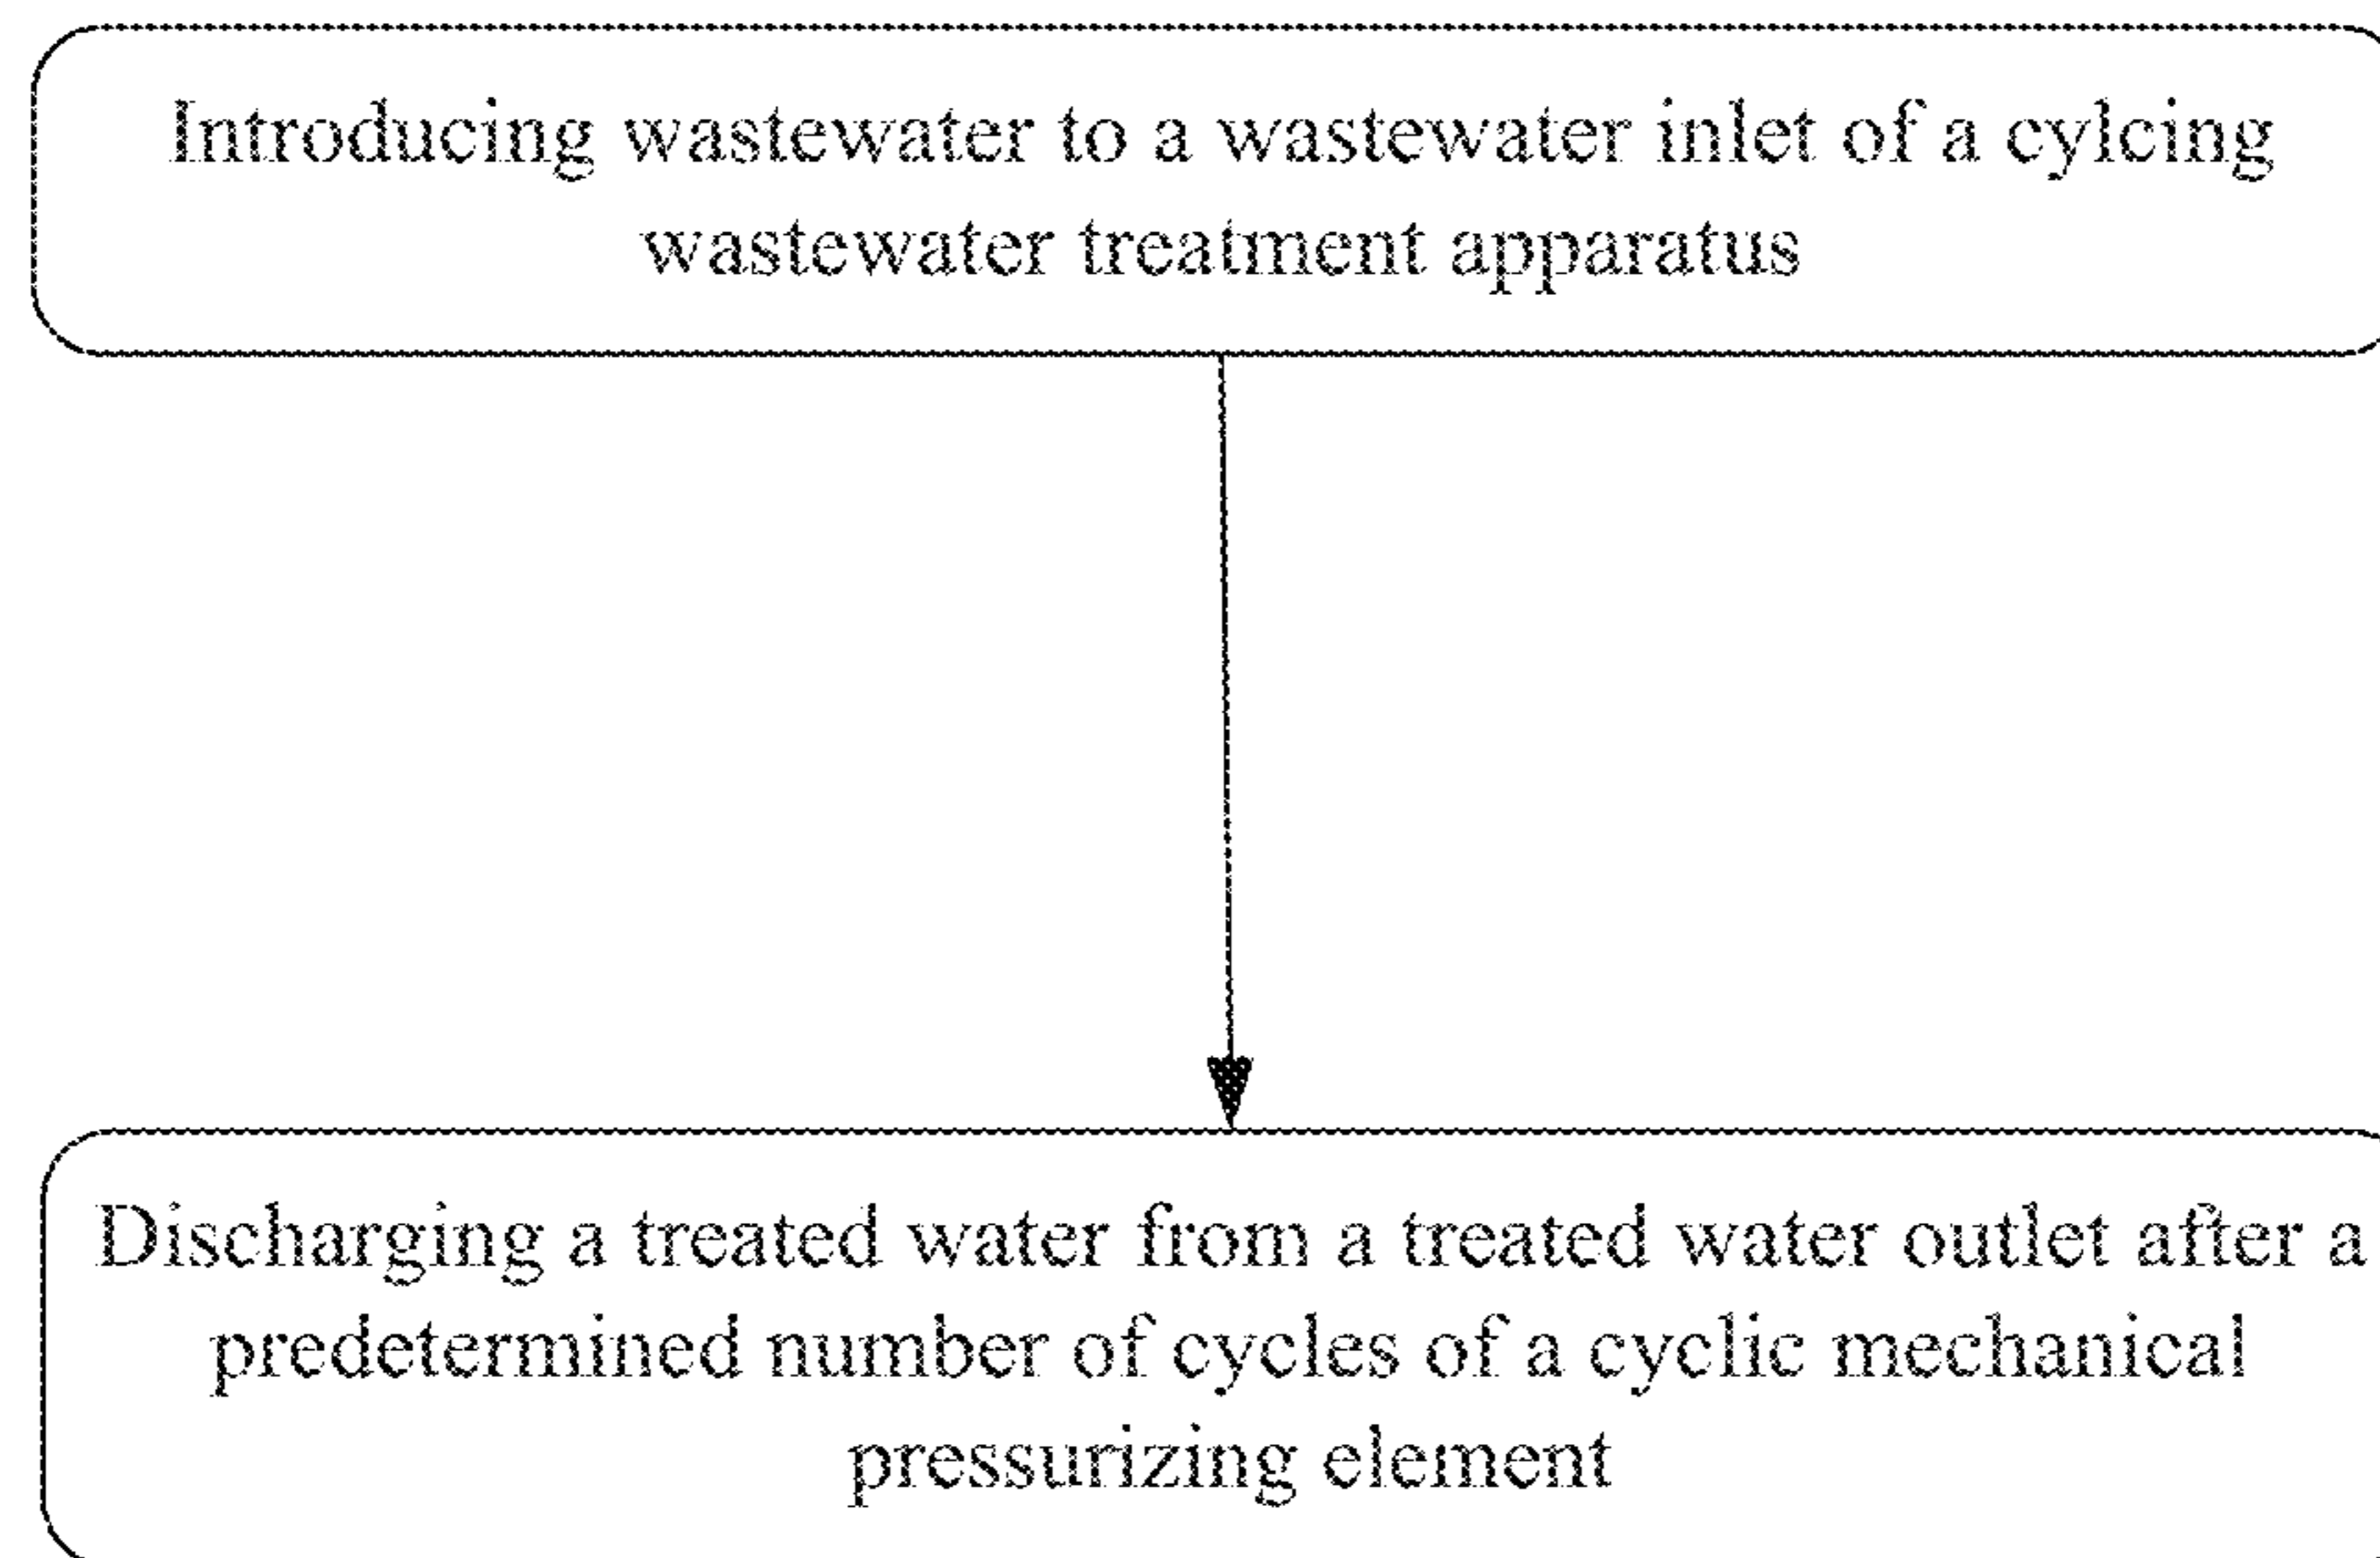 Introducing wastewater to a wastewater inlet of a cylcing
wastewater treatment apparatus
Discharging a treated water from a treated water outlet after a
predetermined number of cycles of a cyclic mechanical
pressurizing element